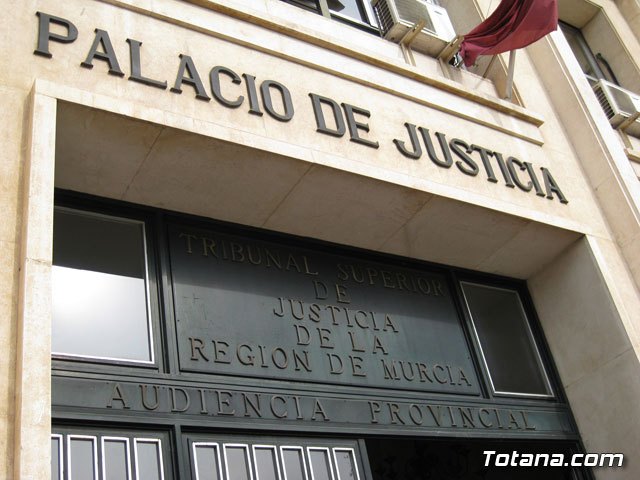 PALACIO DE JUSTICIA
TRIBUNAL SUPERIOR
DE
JUSTICIA
DE LA
REGION DE MURCIA
AUDIENCIA PROVINCIAL
Totana.com